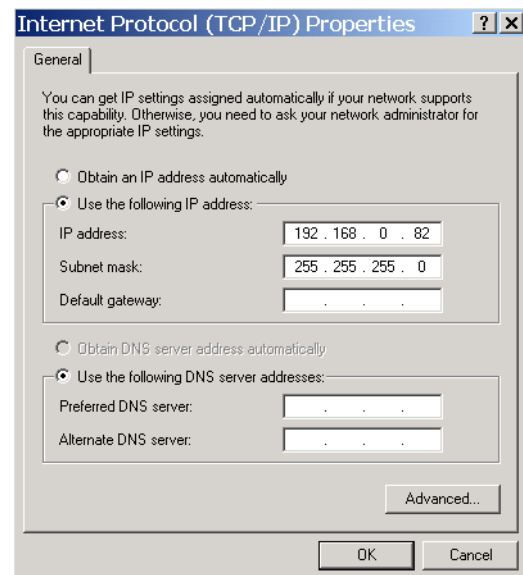 Internet Protocol (TCP/IP) Properties ? X
General
You can get IP settings assigned automatically if your network supports
this capability. Otherwise, you need to ask your network administrator for
the appropriate IP settings.
Obtain an IP address automatically
Use the following IP address:
IP address: 192 . 168 . 0 . 82
Subnet mask: 255 . 255 . 255 . 0
Default gateway: . . .
Obtain DNS server address automatically
Use the following DNS server addresses:
Preferred DNS server: . . .
Alternate DNS server: . . .
Advanced...
OK Cancel